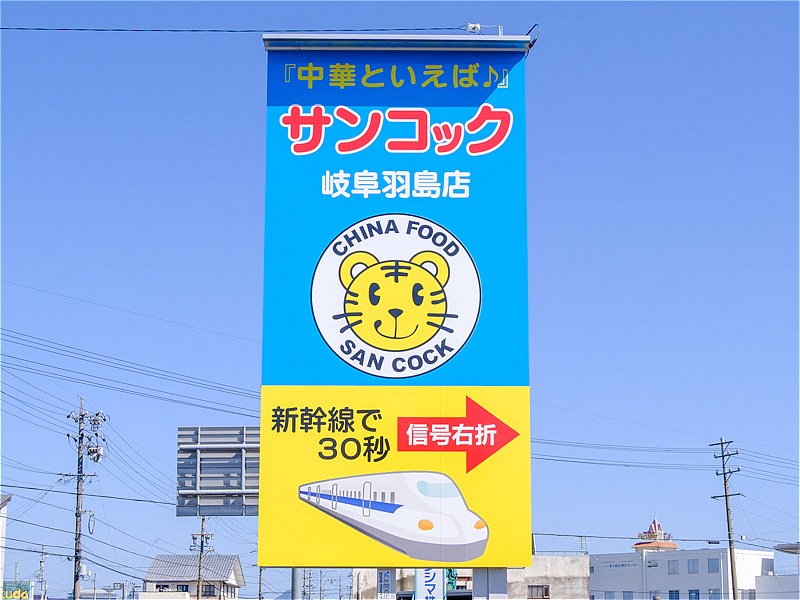 『中華といえば♪』
サンコック
岐阜羽島店
CHINA FOOD
SAN COCK
新幹線で
30秒
信号右折
kuda